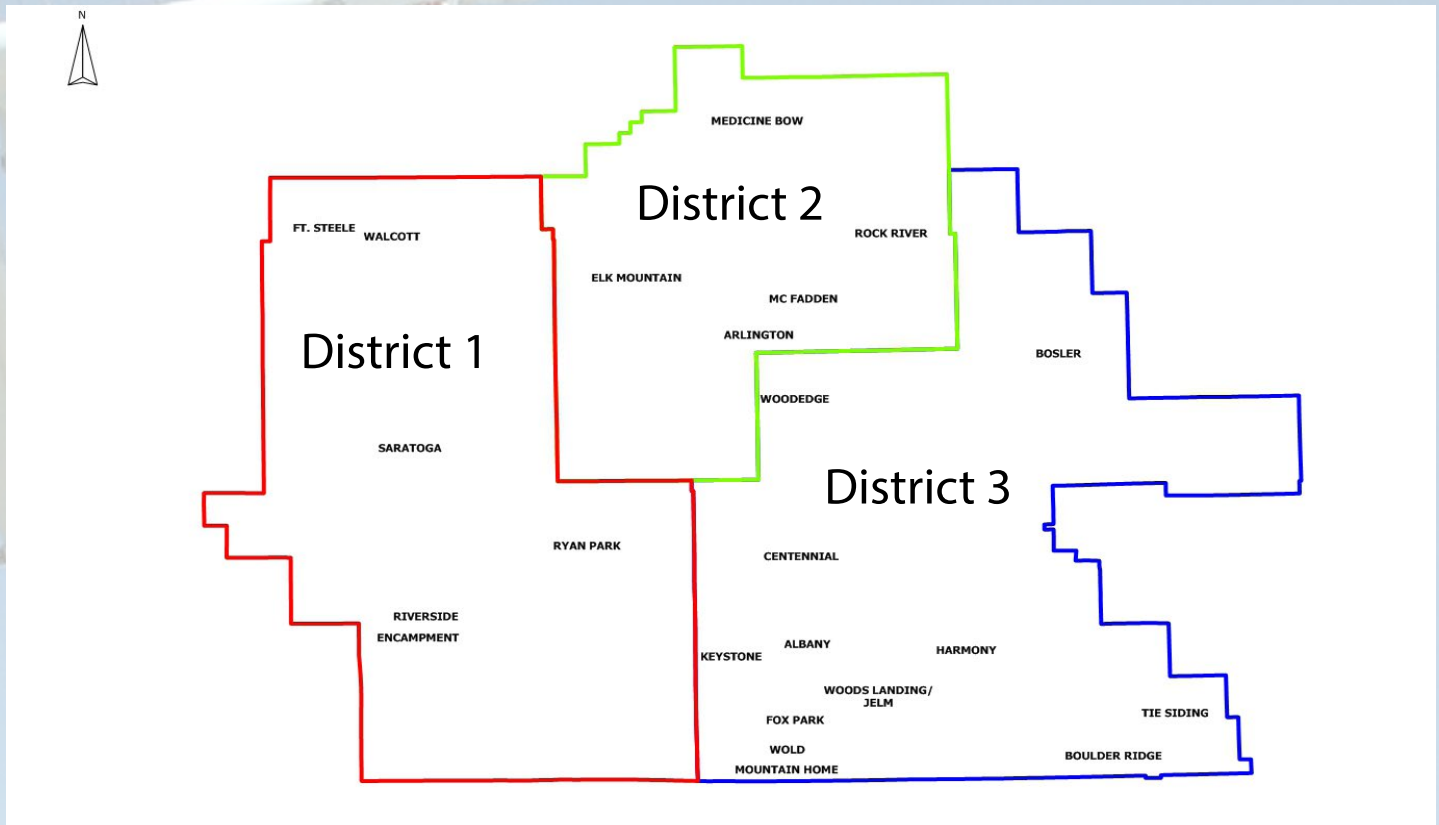 N
MEDICINE BOW
District 2
FT. STEELE
WALCOTT
ROCK RIVER
ELK MOUNTAIN
MC FADDEN
ARLINGTON
District 1
BOSLER
WOODEDGE
SARATOGA
District 3
RYAN PARK
CENTENNIAL
RIVERSIDE
ENCAMPMENT
ALBANY
KEYSTONE
HARMONY
WOODS LANDING/
JELM
FOX PARK
TIE SIDING
WOLD
MOUNTAIN HOME
BOULDER RIDGE